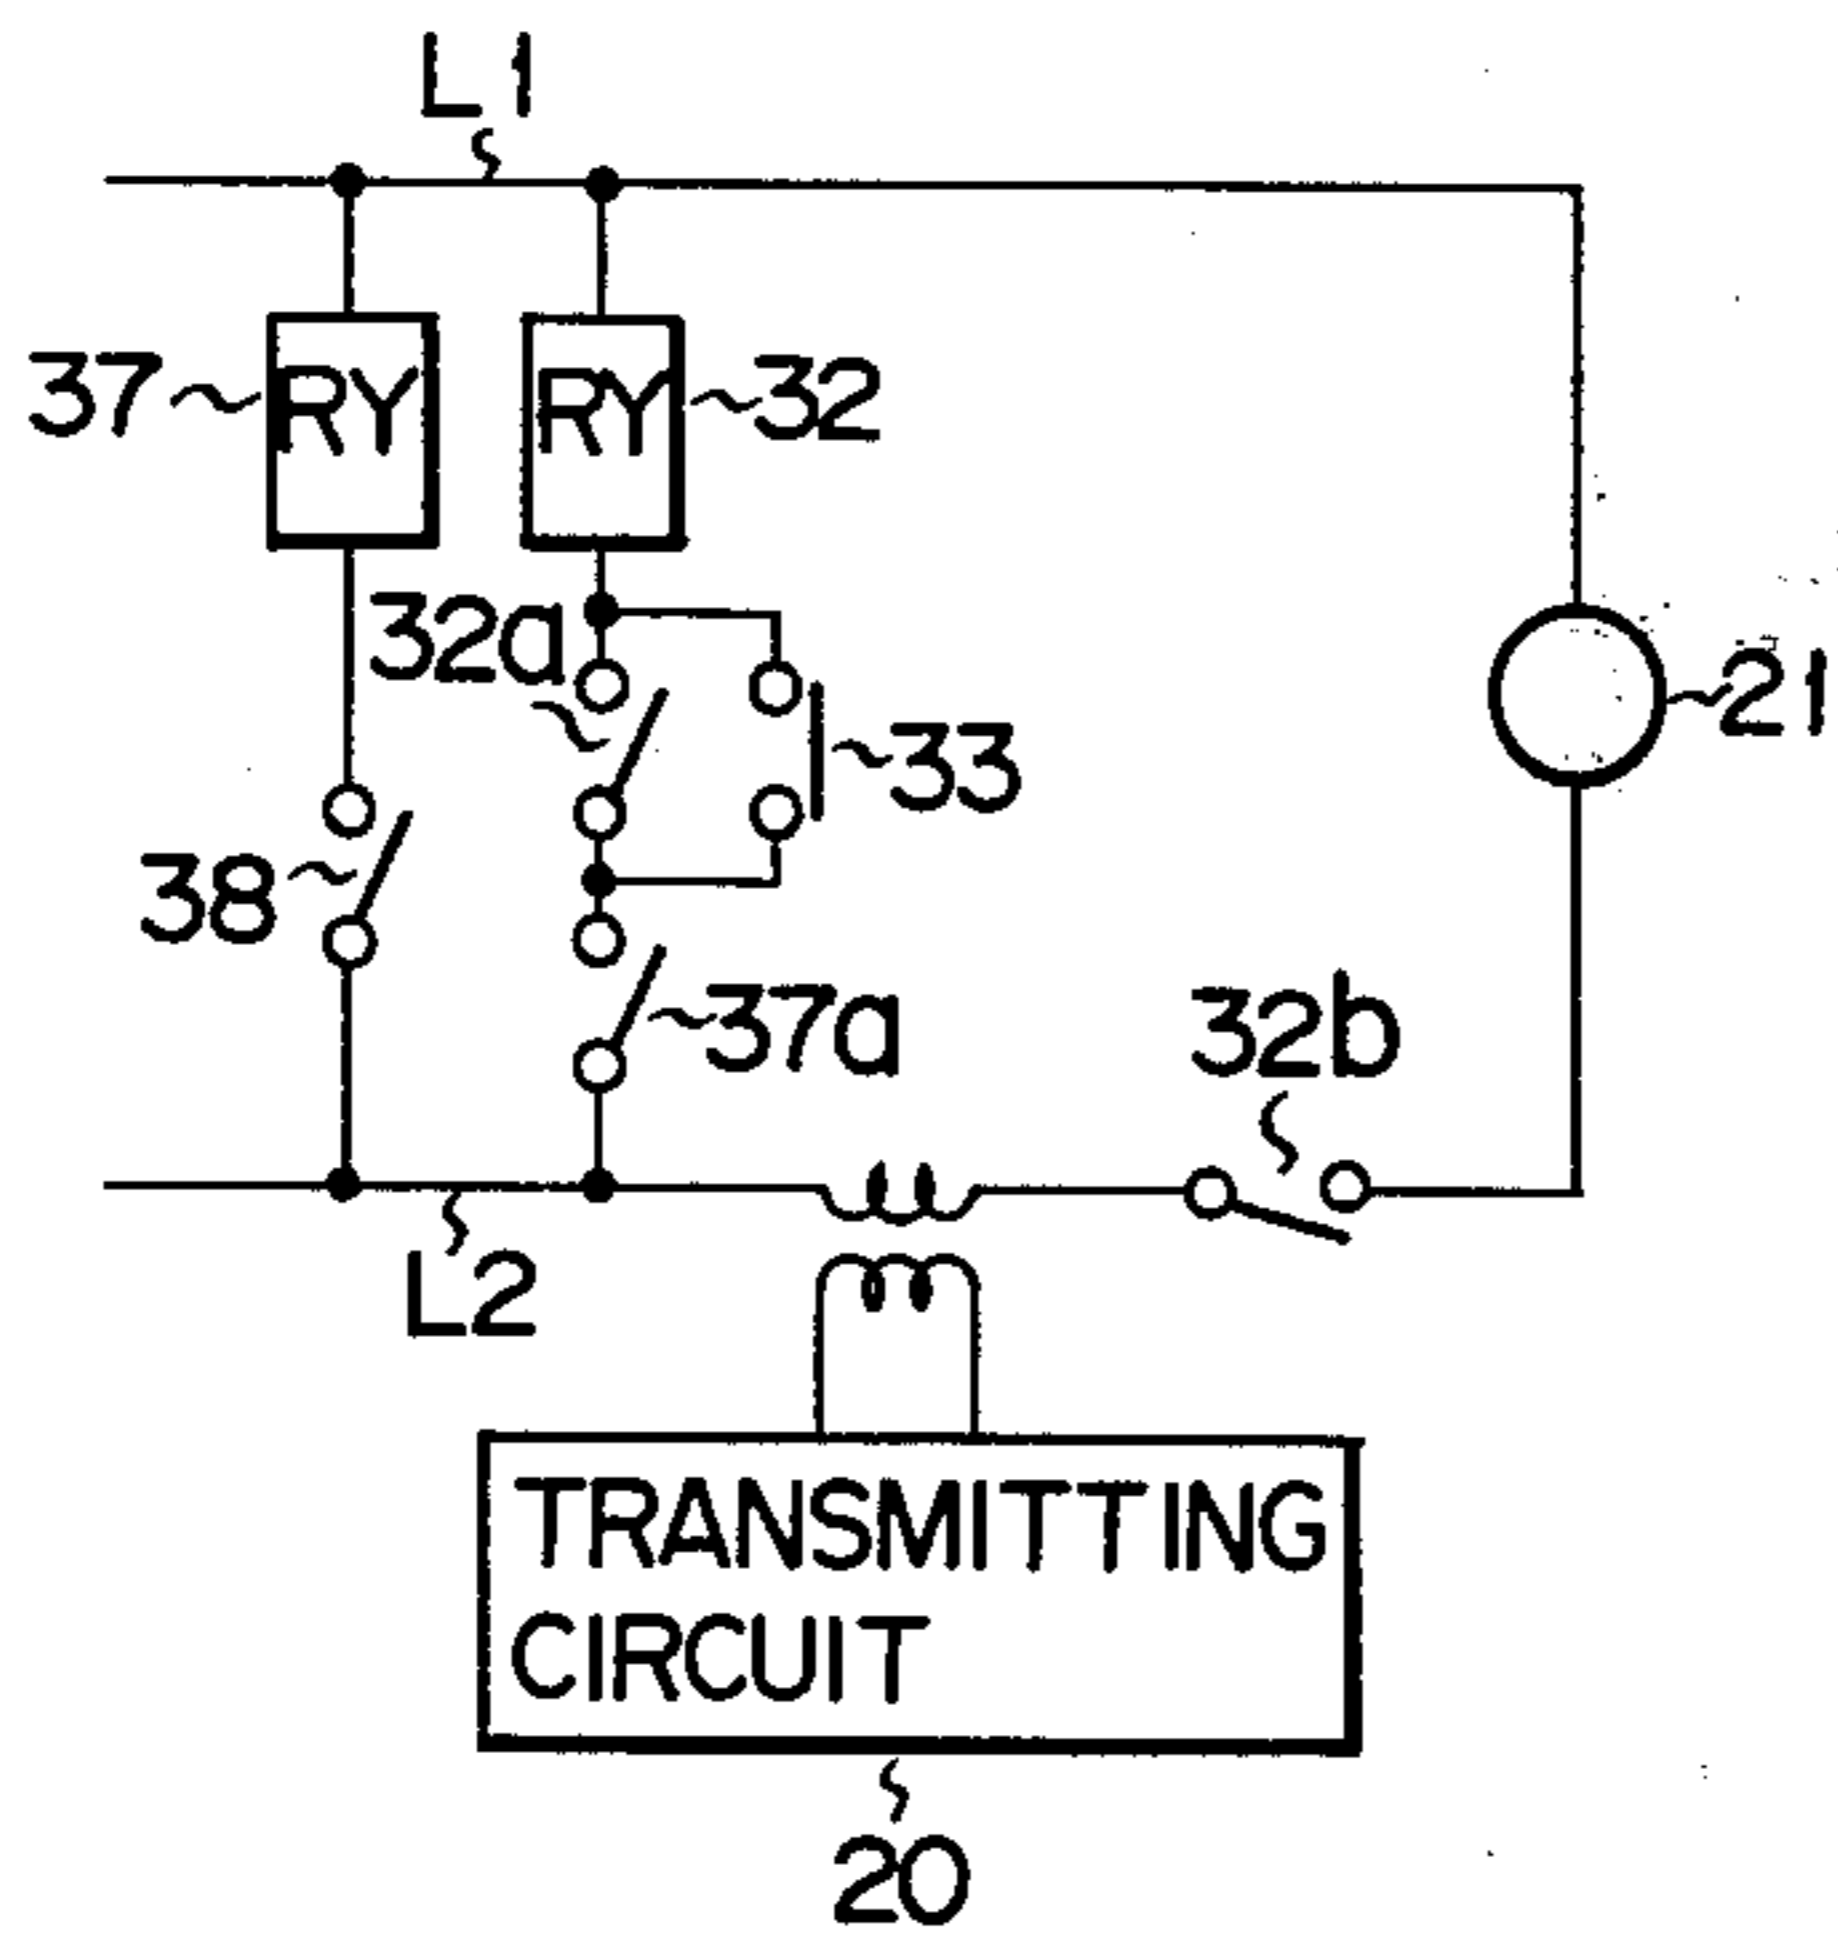 L1
37 RY RY 32
32a
33
21
38
37a
32b
L2
TRANSMITTING
CIRCUIT
20